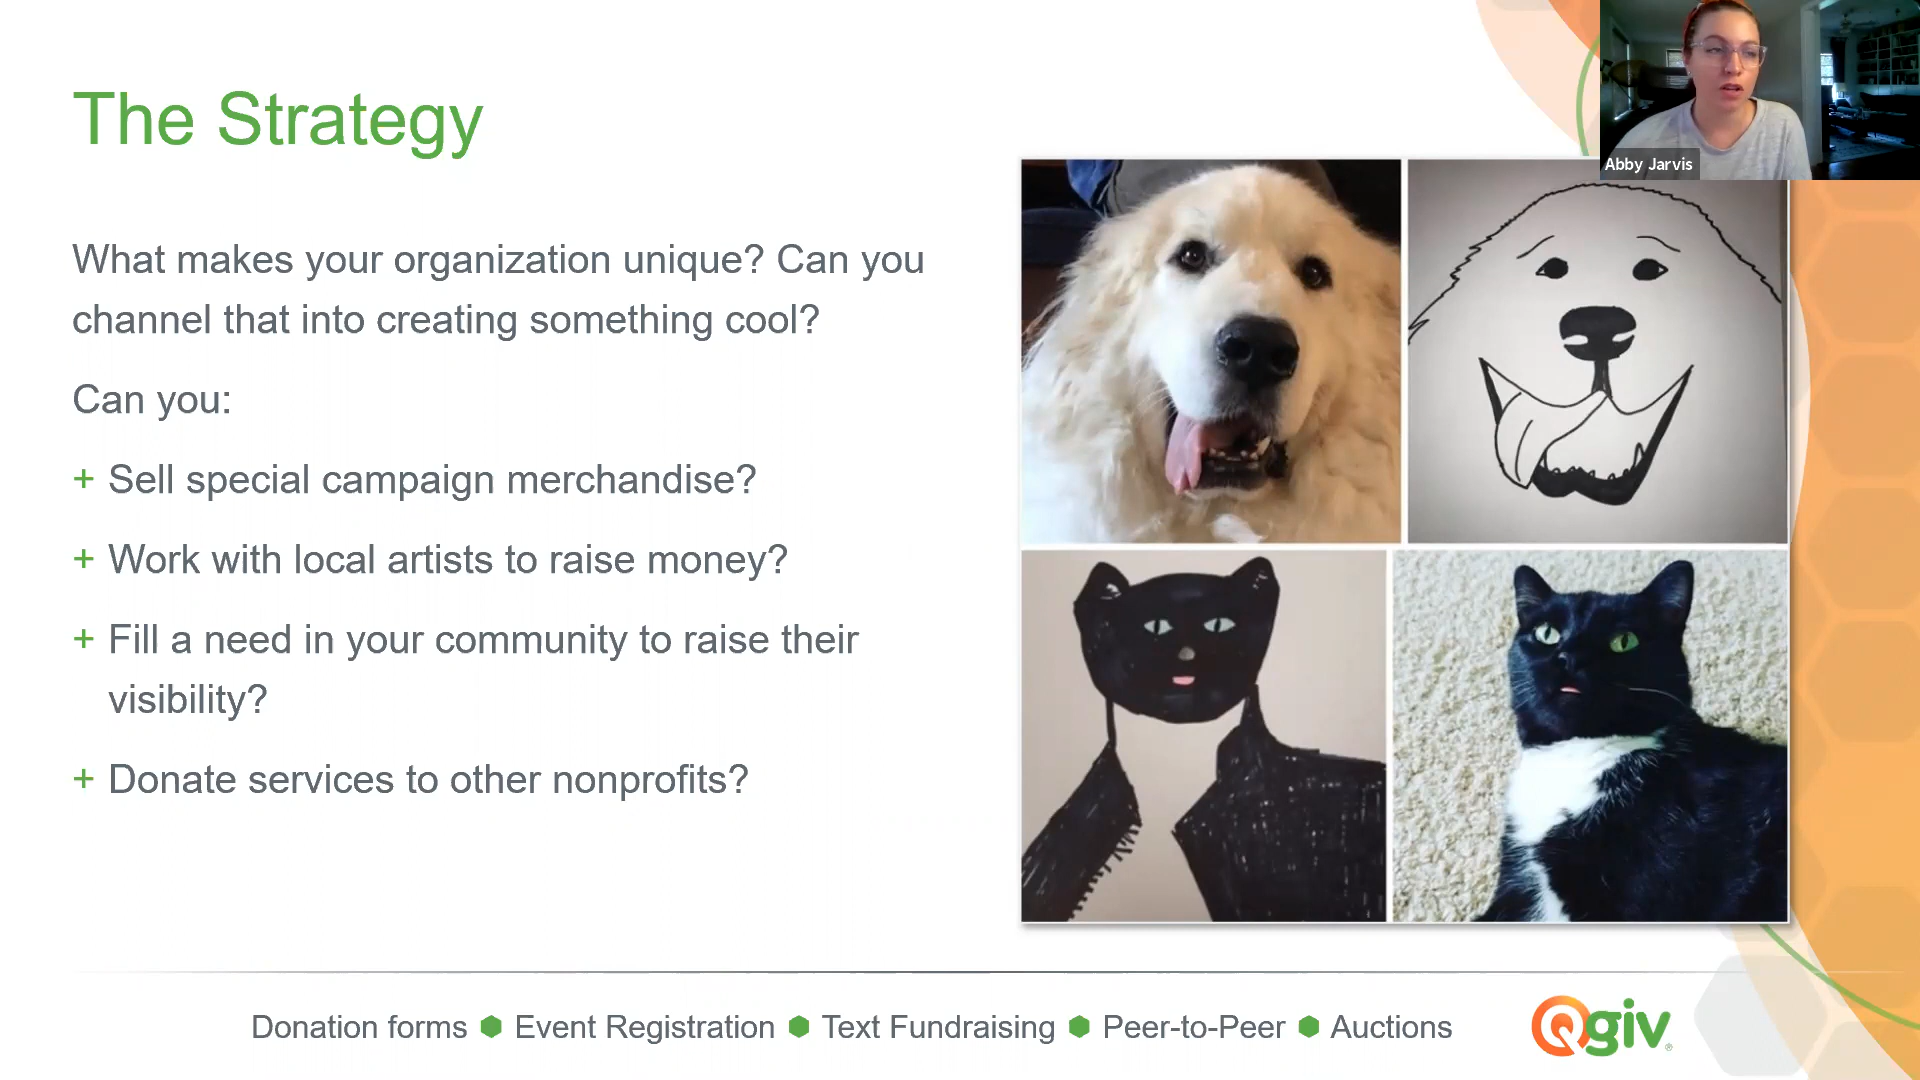 The Strategy
What makes your organization unique? Can you
channel that into creating something cool?
Can you:
+ Sell special campaign merchandise?
+ Work with local artists to raise money?
+ Fill a need in your community to raise their
visibility?
+ Donate services to other nonprofits?
Abby Jarvis
Donation forms ⬢ Event Registration ⬢ Text Fundraising ⬢ Peer-to-Peer ⬢ Auctions
Qgiv®